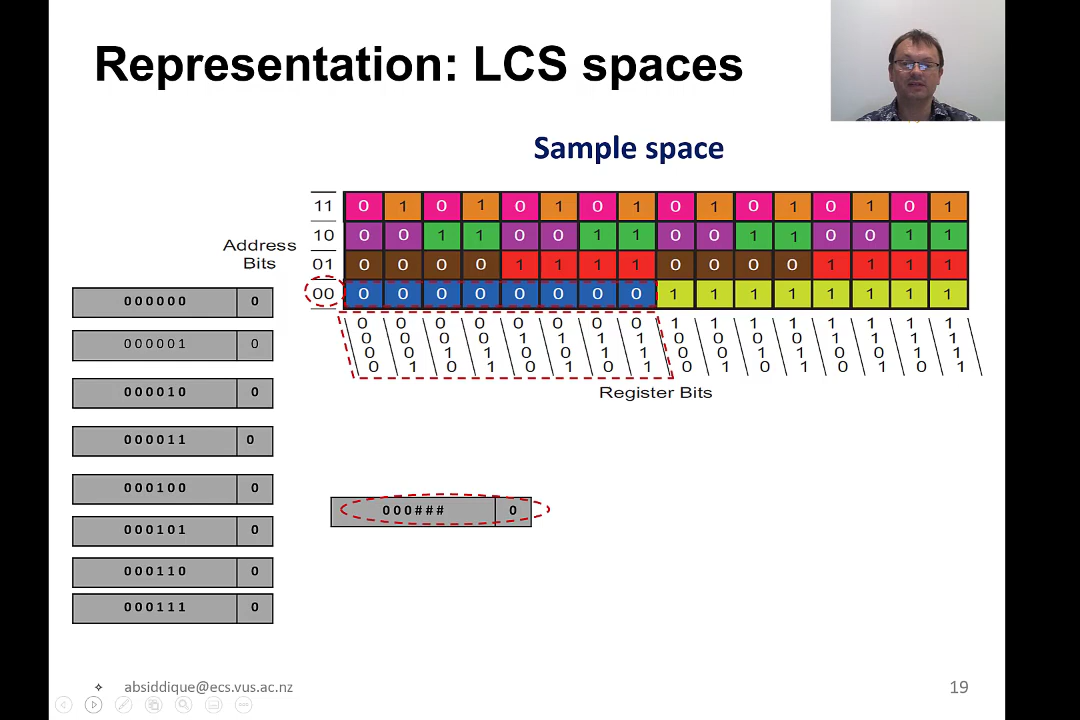 Representation: LCS spaces
Sample space
11 0 1 0 1 0 1 0 1 0 1 0 1 0 1 0 1
10 0 0 1 1 0 0 1 1 0 0 1 1 0 0 1 1
01 0 0 0 0 1 1 1 1 0 0 0 0 1 1 1 1
00 0 0 0 0 0 0 0 0 1 1 1 1 1 1 1 1
Address
Bits
0 0 0 0 0 0 0 0 1 1 1 1 1 1 1 1
0 0 0 0 1 1 1 1 0 0 0 0 1 1 1 1
0 0 1 1 0 0 1 1 0 0 1 1 0 0 1 1
0 1 0 1 0 1 0 1 0 1 0 1 0 1 0 1
Register Bits
000000 0
000001 0
000010 0
000011 0
000100 0
000101 0
000110 0
000111 0
000### 0
absiddique@ecs.vus.ac.nz
19